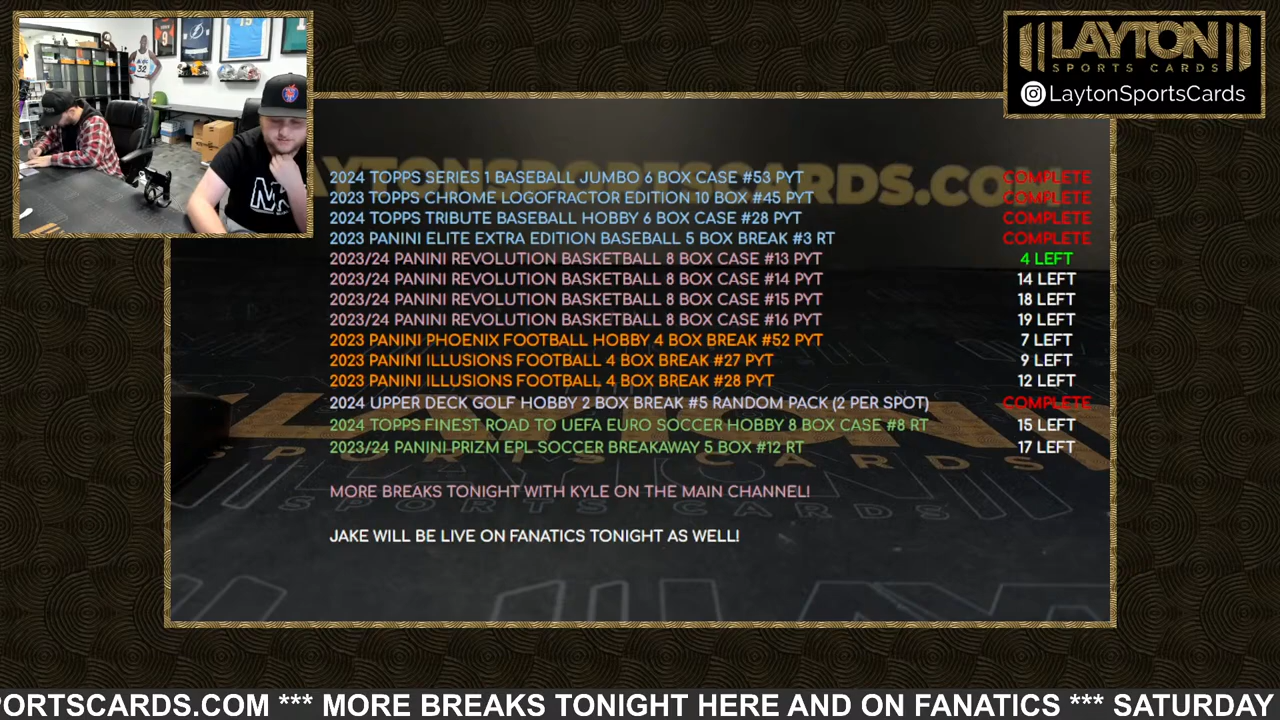 LAYTON
SPORTS CARDS
LaytonSportsCards
2024 TOPPS SERIES 1 BASEBALL JUMBO 6 BOX CASE #53 PYT COMPLETE
2023 TOPPS CHROME LOGOFRACTOR EDITION 10 BOX #45 PYT COMPLETE
2024 TOPPS TRIBUTE BASEBALL HOBBY 6 BOX CASE #28 PYT COMPLETE
2023 PANINI ELITE EXTRA EDITION BASEBALL 5 BOX BREAK #3 RT COMPLETE
2023/24 PANINI REVOLUTION BASKETBALL 8 BOX CASE #13 PYT 4 LEFT
2023/24 PANINI REVOLUTION BASKETBALL 8 BOX CASE #14 PYT 14 LEFT
2023/24 PANINI REVOLUTION BASKETBALL 8 BOX CASE #15 PYT 18 LEFT
2023/24 PANINI REVOLUTION BASKETBALL 8 BOX CASE #16 PYT 19 LEFT
2023 PANINI PHOENIX FOOTBALL HOBBY 4 BOX BREAK #52 PYT 7 LEFT
2023 PANINI ILLUSIONS FOOTBALL 4 BOX BREAK #27 PYT 9 LEFT
2023 PANINI ILLUSIONS FOOTBALL 4 BOX BREAK #28 PYT 12 LEFT
2024 UPPER DECK GOLF HOBBY 2 BOX BREAK #5 RANDOM PACK (2 PER SPOT) COMPLETE
2024 TOPPS FINEST ROAD TO UEFA EURO SOCCER HOBBY 8 BOX CASE #8 RT 15 LEFT
2023/24 PANINI PRIZM EPL SOCCER BREAKAWAY 5 BOX #12 RT 17 LEFT
MORE BREAKS TONIGHT WITH KYLE ON THE MAIN CHANNEL!
JAKE WILL BE LIVE ON FANATICS TONIGHT AS WELL!
PORTSCARDS.COM *** MORE BREAKS TONIGHT HERE AND ON FANATICS *** SATURDAY